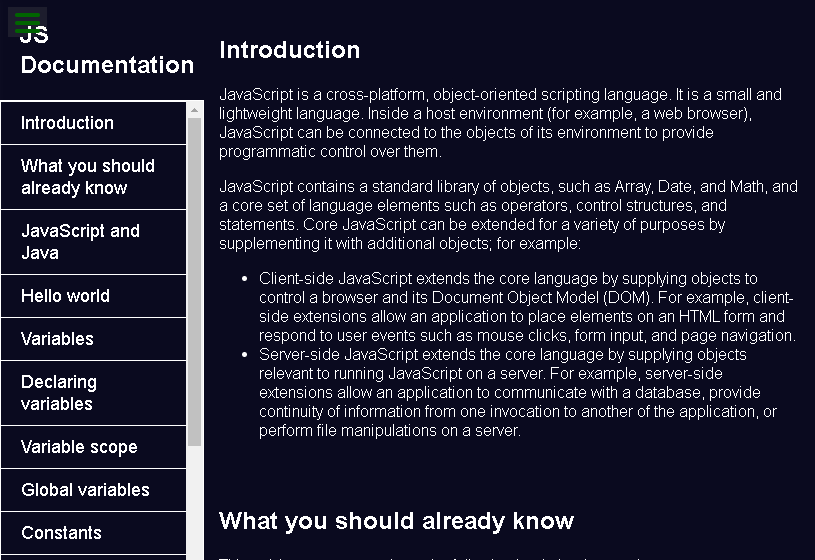 JS
Documentation
Introduction
What you should
already know
JavaScript and
Java
Hello world
Variables
Declaring
variables
Variable scope
Global variables
Constants
Introduction
JavaScript is a cross-platform, object-oriented scripting language. It is a small and
lightweight language. Inside a host environment (for example, a web browser),
JavaScript can be connected to the objects of its environment to provide
programmatic control over them.
JavaScript contains a standard library of objects, such as Array, Date, and Math, and
a core set of language elements such as operators, control structures, and
statements. Core JavaScript can be extended for a variety of purposes by
supplementing it with additional objects; for example:
• Client-side JavaScript extends the core language by supplying objects to
control a browser and its Document Object Model (DOM). For example, client-
side extensions allow an application to place elements on an HTML form and
respond to user events such as mouse clicks, form input, and page navigation.
• Server-side JavaScript extends the core language by supplying objects
relevant to running JavaScript on a server. For example, server-side
extensions allow an application to communicate with a database, provide
continuity of information from one invocation to another of the application, or
perform file manipulations on a server.
What you should already know